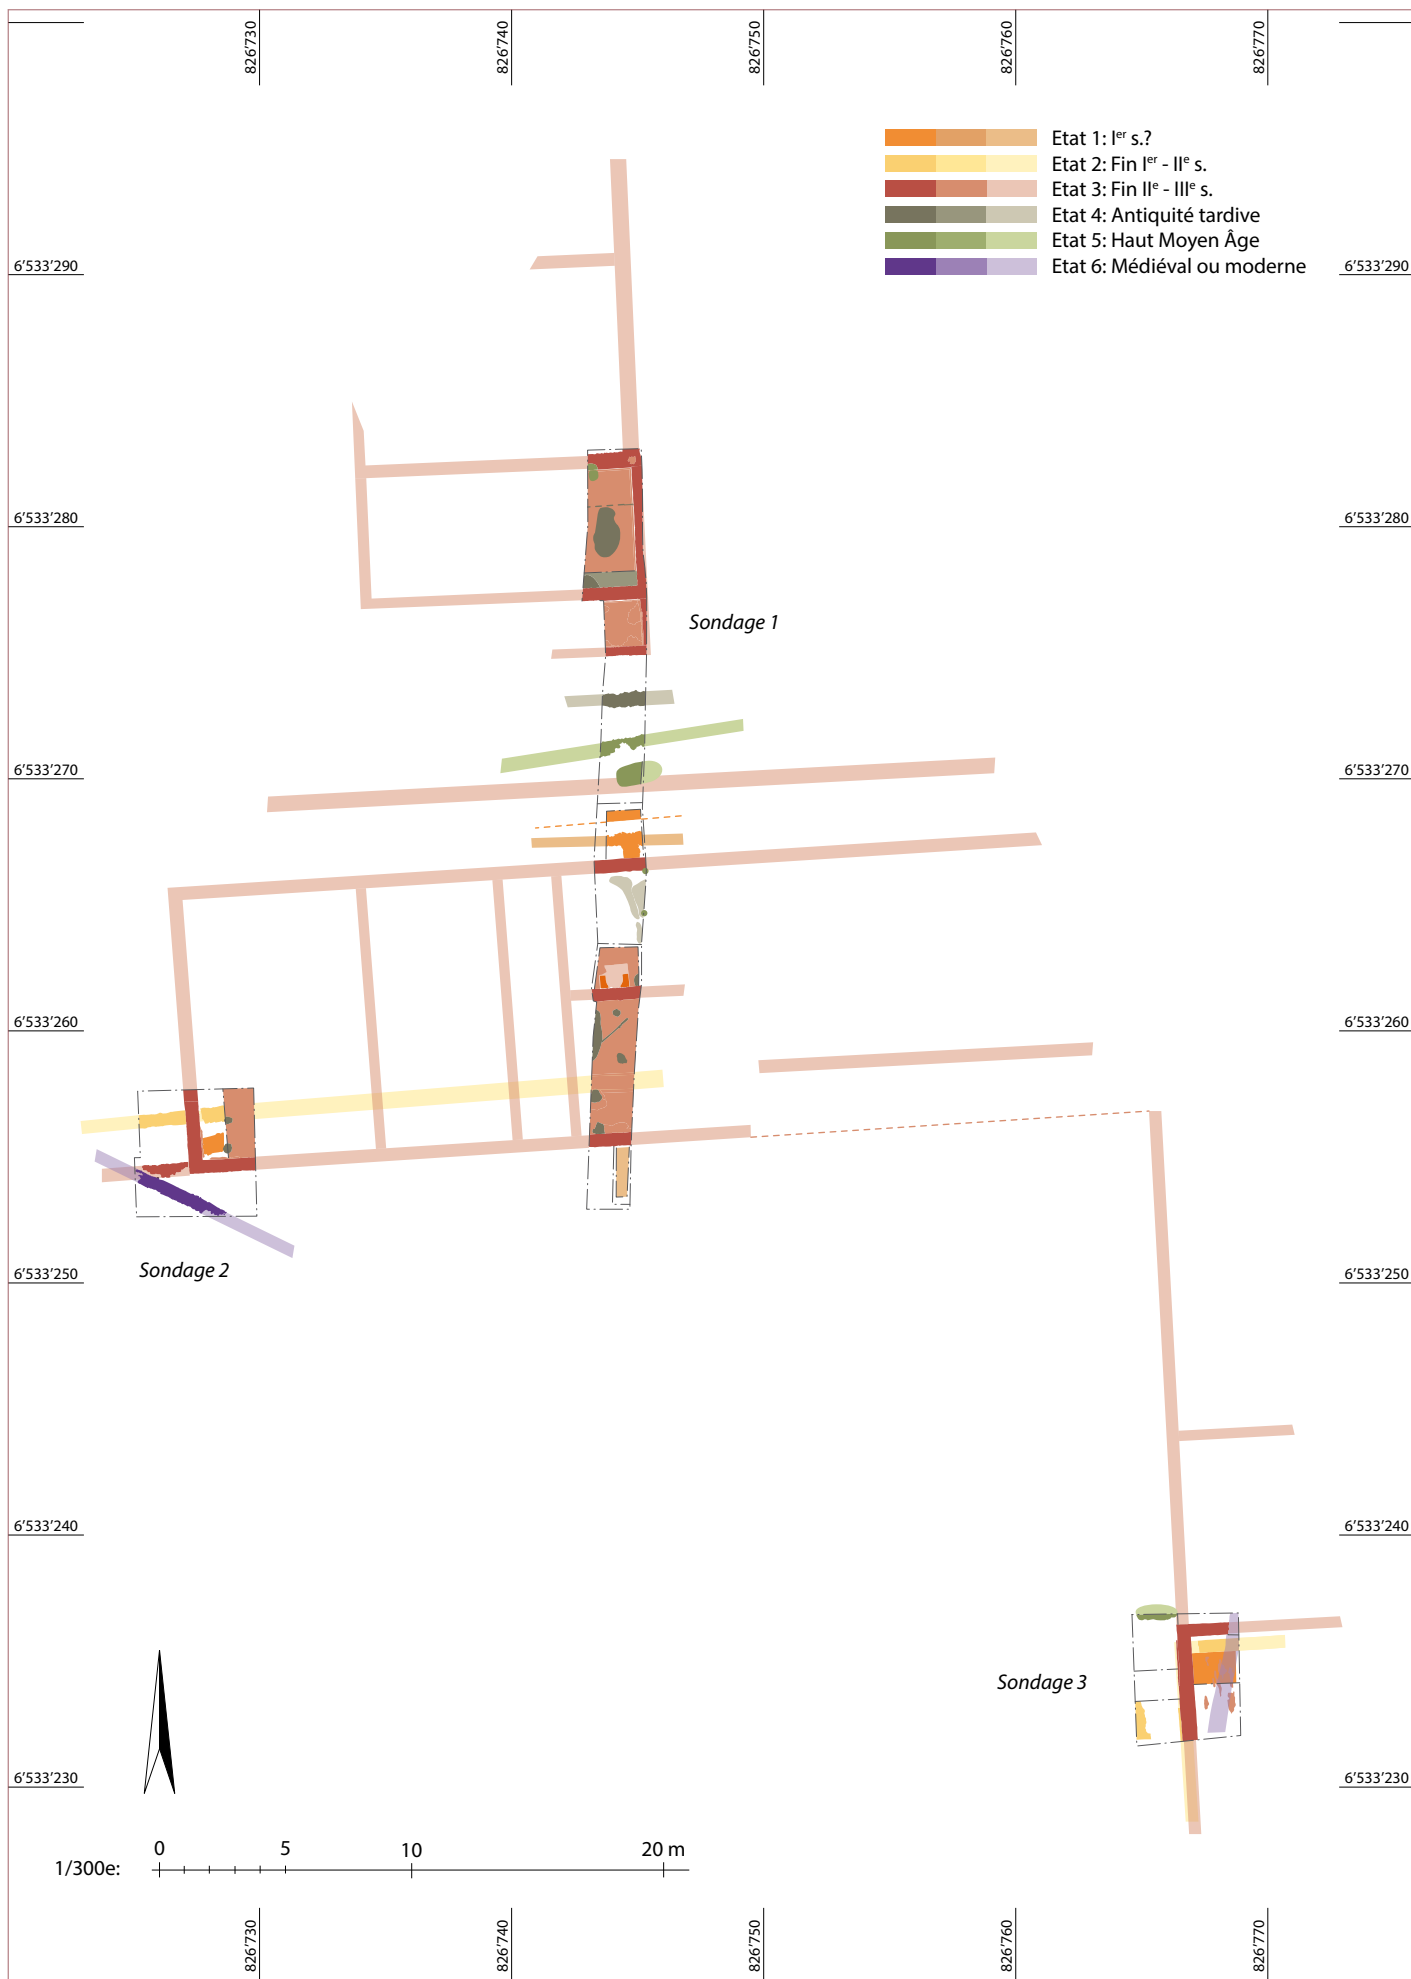 826'730
826'740
826'750
826'760
826'770
Etat 1: Ier s.?
Etat 2: Fin Ier - IIe s.
Etat 3: Fin IIe - IIIe s.
Etat 4: Antiquité tardive
Etat 5: Haut Moyen Âge
Etat 6: Médiéval ou moderne
6'533'290
6'533'290
6'533'280
6'533'280
Sondage 1
6'533'270
6'533'270
6'533'260
6'533'260
Sondage 2
6'533'250
6'533'250
6'533'240
6'533'240
Sondage 3
6'533'230
6'533'230
0 5 10 20 m
1/300e:
826'730
826'740
826'750
826'760
826'770